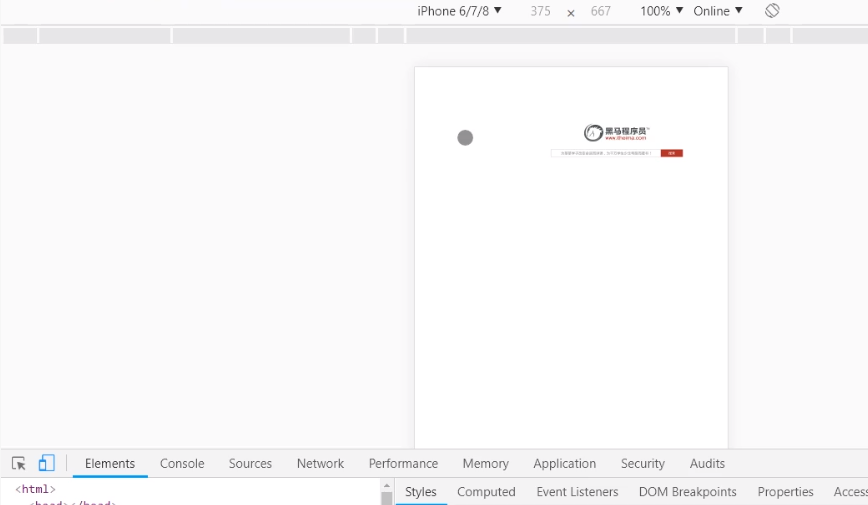 iPhone 6/7/8 ▼ 375 × 667 100% ▼ Online ▼
黑马程序员
www.itheima.com
Elements Console Sources Network Performance Memory Application Security Audits
<html>
Styles Computed Event Listeners DOM Breakpoints Properties Access
<head></head>